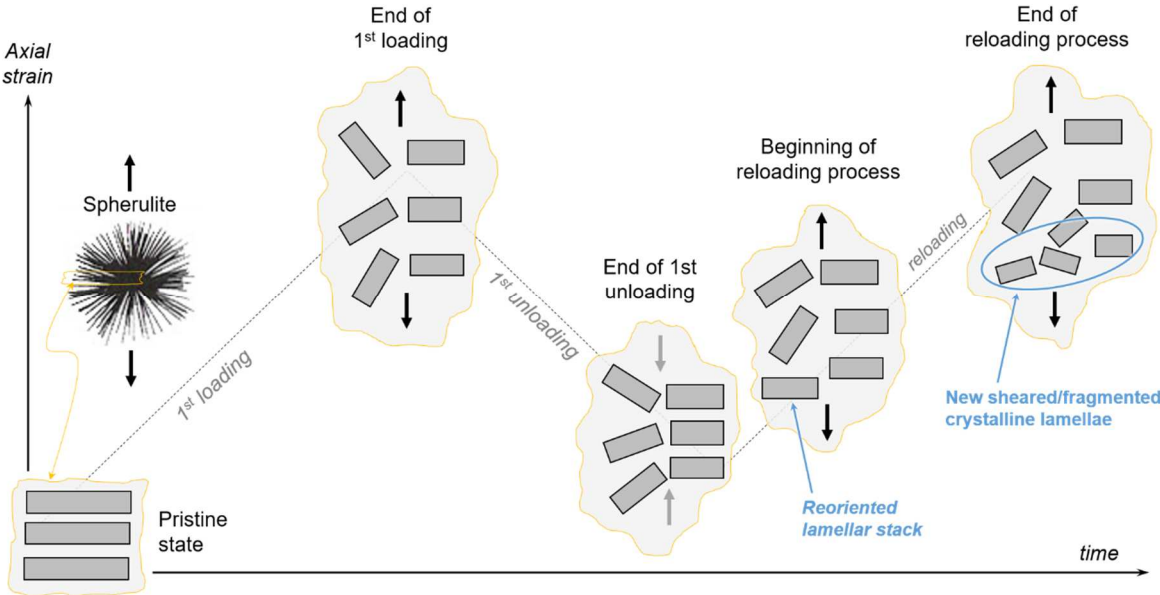 Axial
strain
Spherulite
Pristine
state
1st loading
End of
1st loading
1st unloading
End of 1st
unloading
Beginning of
reloading process
Reoriented
lamellar stack
reloading
End of
reloading process
New sheared/fragmented
crystalline lamellae
time